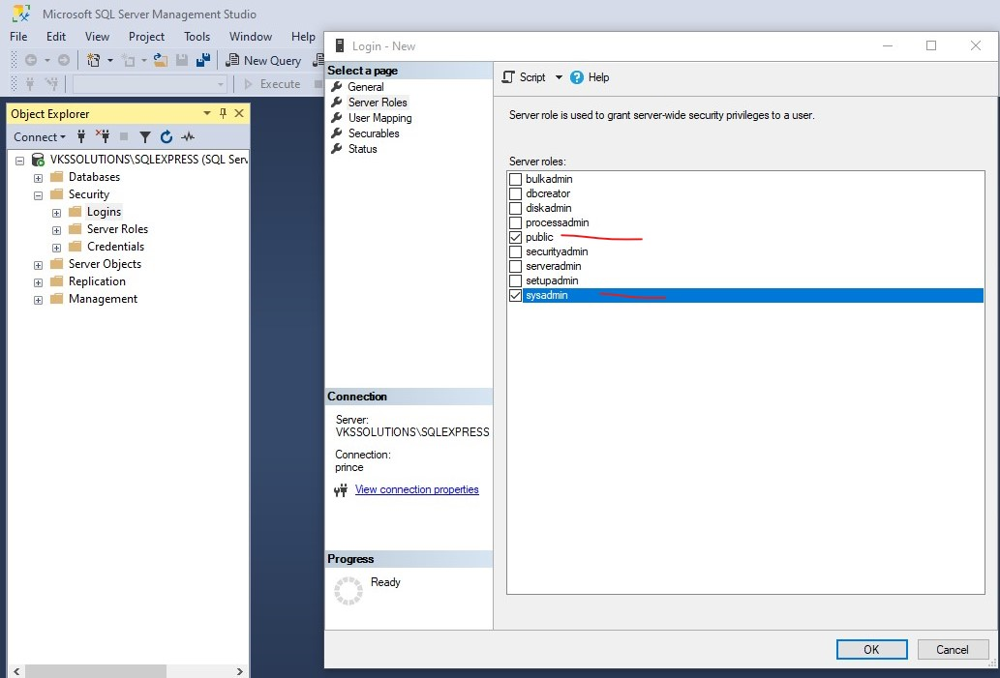 Microsoft SQL Server Management Studio
File Edit View Project Tools Window Help
New Query
Execute
Object Explorer
Connect
VKSSOLUTIONS\SQLEXPRESS (SQL Serv
Databases
Security
Logins
Server Roles
Credentials
Server Objects
Replication
Management
Login - New
Select a page
General
Server Roles
User Mapping
Securables
Status
Connection
Server:
VKSSOLUTIONS\SQLEXPRESS
Connection:
prince
View connection properties
Progress
Ready
Script Help
Server role is used to grant server-wide security privileges to a user.
Server roles:
bulkadmin
dbcreator
diskadmin
processadmin
public
securityadmin
serveradmin
setupadmin
sysadmin
OK Cancel